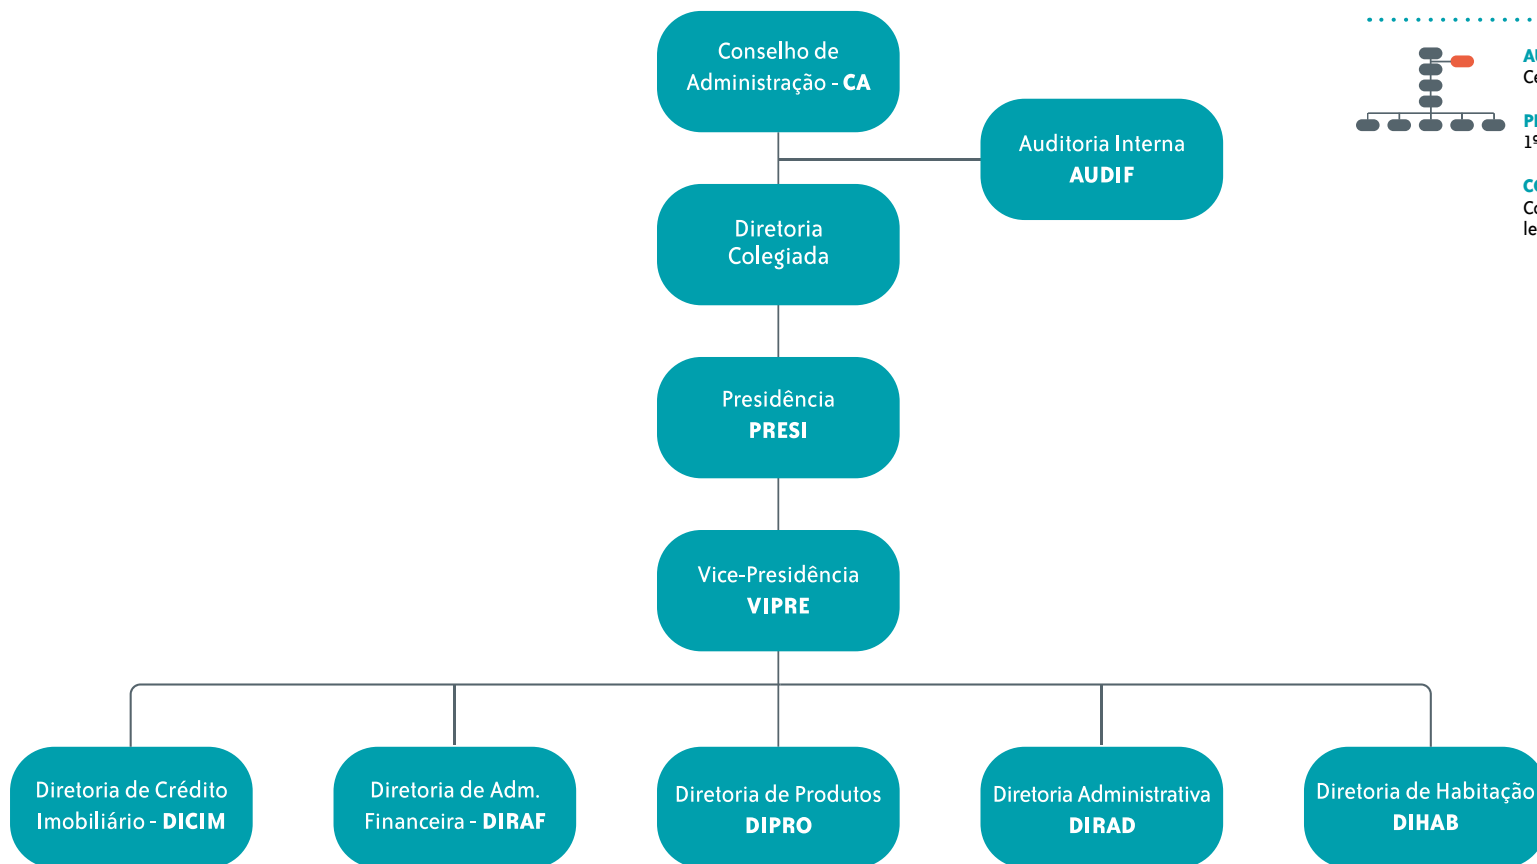 Conselho de
Administração - CA
Auditoria Interna
AUDIF
Diretoria
Colegiada
Presidência
PRESI
Vice-Presidência
VIPRE
Diretoria de Crédito
Imobiliário - DICIM
Diretoria de Adm.
Financeira - DIRAF
Diretoria de Produtos
DIPRO
Diretoria Administrativa
DIRAD
Diretoria de Habitação
DIHAB
1º